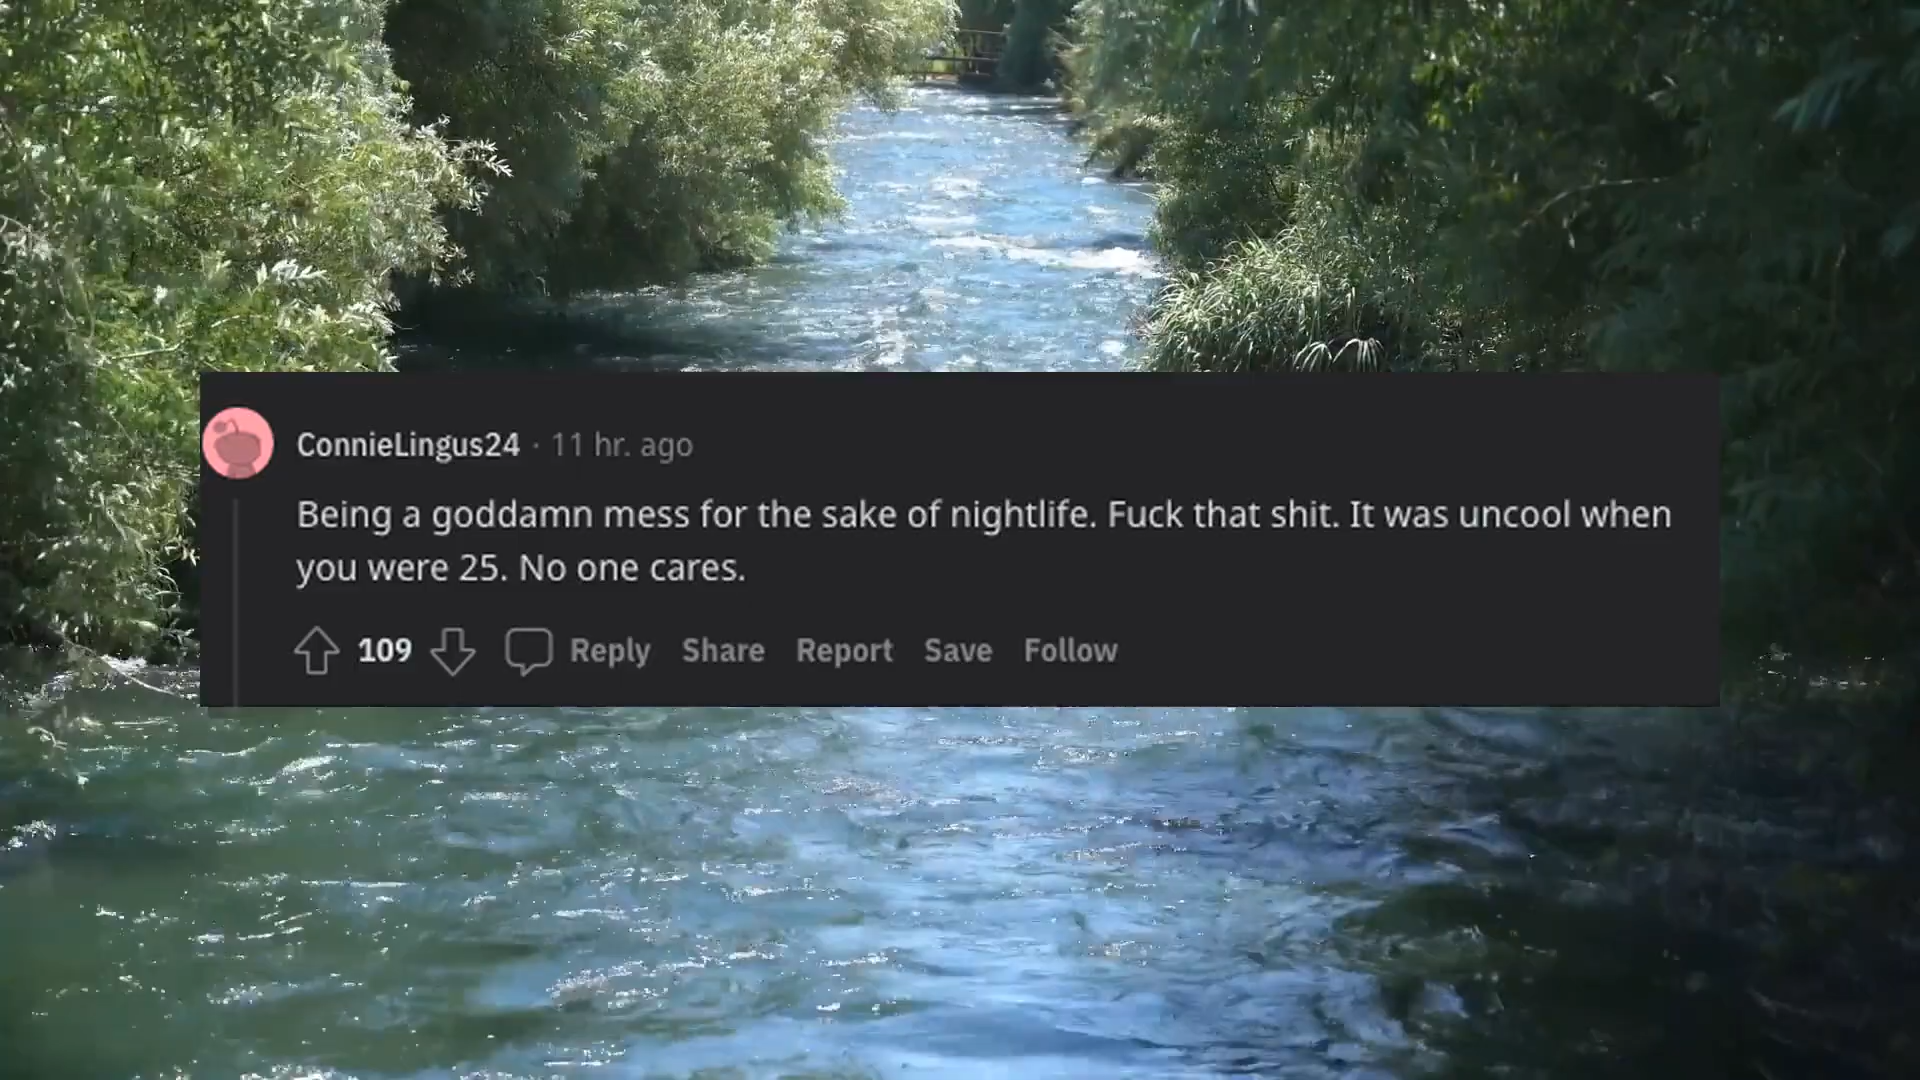 ConnieLingus24 · 11 hr. ago
Being a goddamn mess for the sake of nightlife. Fuck that shit. It was uncool when
you were 25. No one cares.
109 Reply Share Report Save Follow